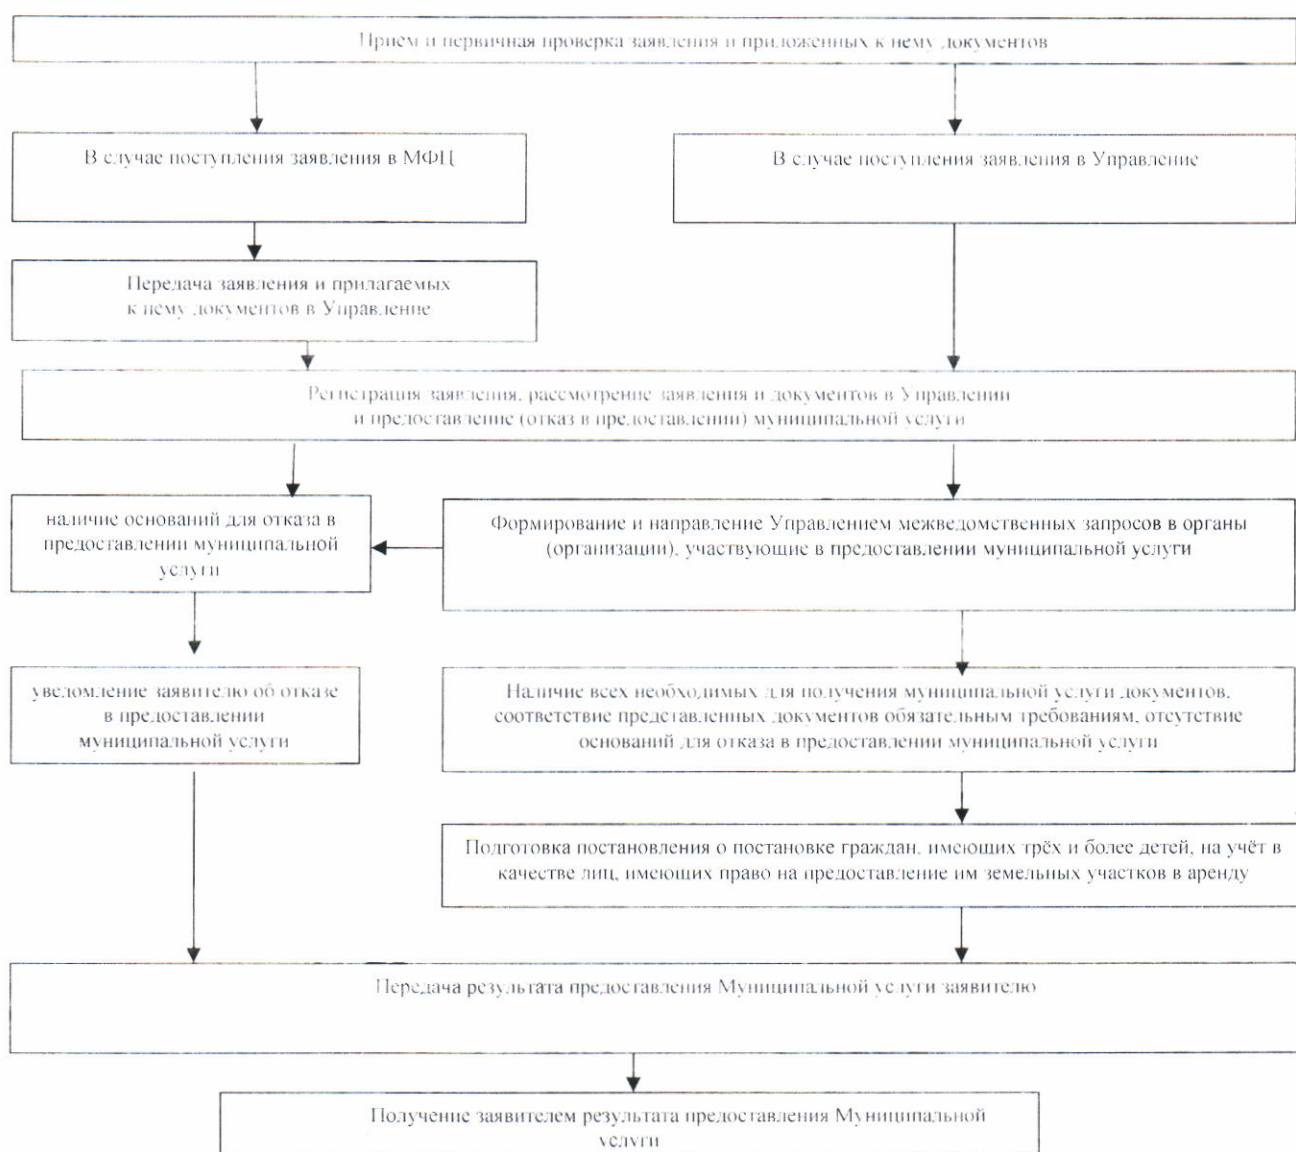 Прием и первичная проверка заявления и приложенных к нему документов
В случае поступления заявления в МФЦ
В случае поступления заявления в Управление
Передача заявления и прилагаемых
к нему документов в Управление
Регистрация заявления, рассмотрение заявления и документов в Управлении
и предоставление (отказ в предоставлении) муниципальной услуги
наличие оснований для отказа в
предоставлении муниципальной
услуги
Формирование и направление Управлением межведомственных запросов в органы
(организации), участвующие в предоставлении муниципальной услуги
уведомление заявителю об отказе
в предоставлении
муниципальной услуги
Наличие всех необходимых для получения муниципальной услуги документов,
соответствие представленных документов обязательным требованиям, отсутствие
оснований для отказа в предоставлении муниципальной услуги
Подготовка постановления о постановке граждан, имеющих трёх и более детей, на учёт в
качестве лиц, имеющих право на предоставление им земельных участков в аренду
Передача результата предоставления Муниципальной услуги заявителю
Получение заявителем результата предоставления Муниципальной
услуги